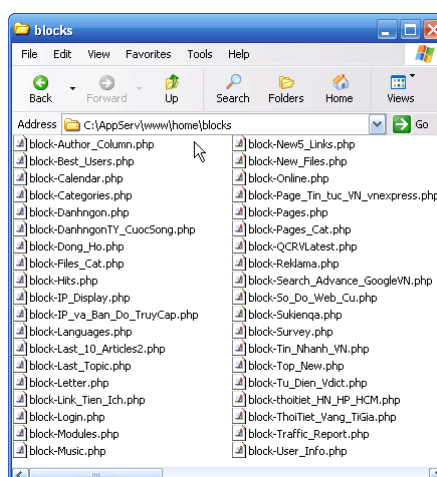 blocks
File Edit View Favorites Tools Help
Back Forward Up Search Folders Home Views
Address C:\AppServ\www\home\blocks Go
block-Author_Column.php
block-Best_Users.php
block-Calendar.php
block-Categories.php
block-Danhngon.php
block-DanhngonTY_CuocSong.php
block-Dong_Ho.php
block-Files_Cat.php
block-Hits.php
block-IP_Display.php
block-IP_va_Ban_Do_TruyCap.php
block-Languages.php
block-Last_10_Articles2.php
block-Last_Topic.php
block-Letter.php
block-Link_Tien_Ich.php
block-Login.php
block-Modules.php
block-Music.php
block-New5_Links.php
block-New_Files.php
block-Online.php
block-Page_Tin_tuc_VN_vnexpress.php
block-Pages.php
block-Pages_Cat.php
block-QCRVLatest.php
block-Reklama.php
block-Search_Advance_GoogleVN.php
block-So_Do_Web_Cu.php
block-Sukienqa.php
block-Survey.php
block-Tin_Nhanh_VN.php
block-Top_New.php
block-Tu_Dien_Vdict.php
block-thoitiet_HN_HP_HCM.php
block-ThoiTiet_Vang_TiGia.php
block-Traffic_Report.php
block-User_Info.php